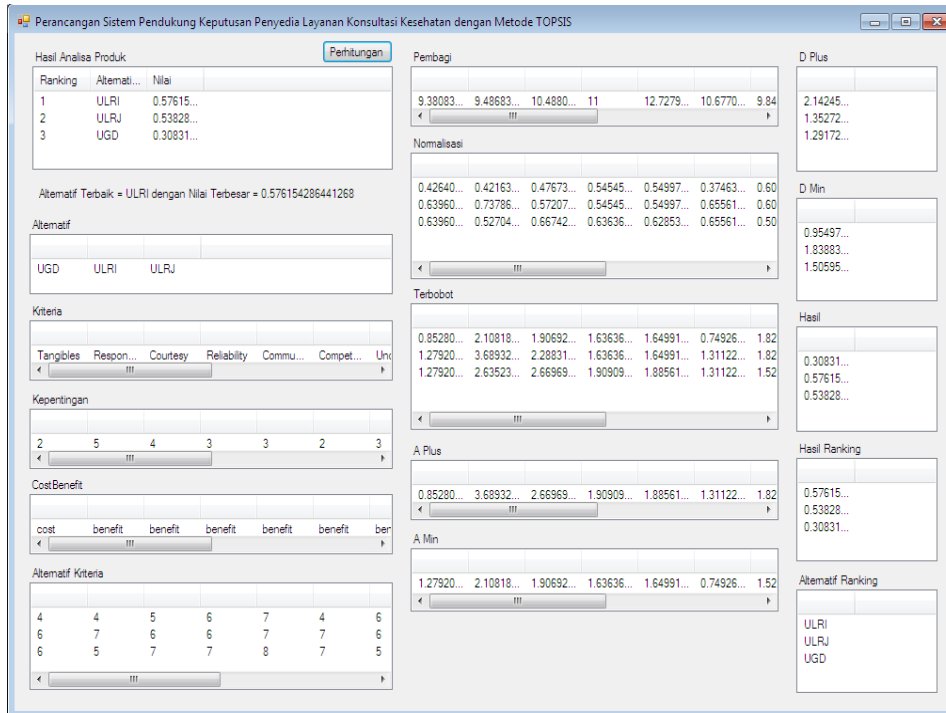 Perancangan Sistem Pendukung Keputusan Penyedia Layanan Konsultasi Kesehatan dengan Metode TOPSIS
Hasil Analisa Produk
Perhitungan
Ranking Alternati... Nilai
1 ULRI 0.57615...
2 ULRJ 0.53828...
3 UGD 0.30831...
Alternatif Terbaik = ULRI dengan Nilai Terbesar = 0.576154286441268
Alternatif
UGD ULRI ULRJ
Kriteria
Tangibles Respon... Courtesy Reliability Commu... Compet... Und
Kepentingan
2 5 4 3 3 2 3
CostBenefit
cost benefit benefit benefit benefit benefit ben
Alternatif Kriteria
4 4 5 6 7 4 6
6 7 6 6 7 7 6
6 5 7 7 8 7 5
Pembagi
9.38083... 9.48683... 10.4880... 11 12.7279... 10.6770... 9.84
Normalisasi
0.42640... 0.42163... 0.47673... 0.54545... 0.54997... 0.37463... 0.60
0.63960... 0.73786... 0.57207... 0.54545... 0.54997... 0.65561... 0.60
0.63960... 0.52704... 0.66742... 0.63636... 0.62853... 0.65561... 0.50
Terbobot
0.85280... 2.10818... 1.90692... 1.63636... 1.64991... 0.74926... 1.82
1.27920... 3.68932... 2.28831... 1.63636... 1.64991... 1.31122... 1.82
1.27920... 2.63523... 2.66969... 1.90909... 1.88561... 1.31122... 1.52
A Plus
0.85280... 3.68932... 2.66969... 1.90909... 1.88561... 1.31122... 1.82
A Min
1.27920... 2.10818... 1.90692... 1.63636... 1.64991... 0.74926... 1.52
D Plus
2.14245...
1.35272...
1.29172...
D Min
0.95497...
1.83883...
1.50595...
Hasil
0.30831...
0.57615...
0.53828...
Hasil Ranking
0.57615...
0.53828...
0.30831...
Alternatif Ranking
ULRI
ULRJ
UGD